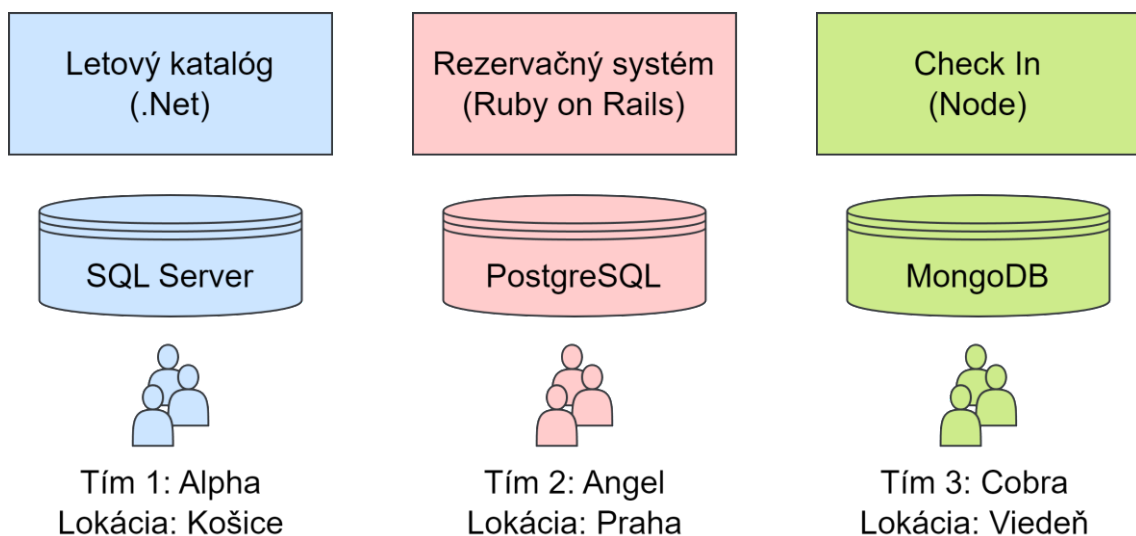 Letový katalóg
(.Net)
SQL Server
Tím 1: Alpha
Lokácia: Košice
Rezervačný systém
(Ruby on Rails)
PostgreSQL
Tím 2: Angel
Lokácia: Praha
Check In
(Node)
MongoDB
Tím 3: Cobra
Lokácia: Viedeň